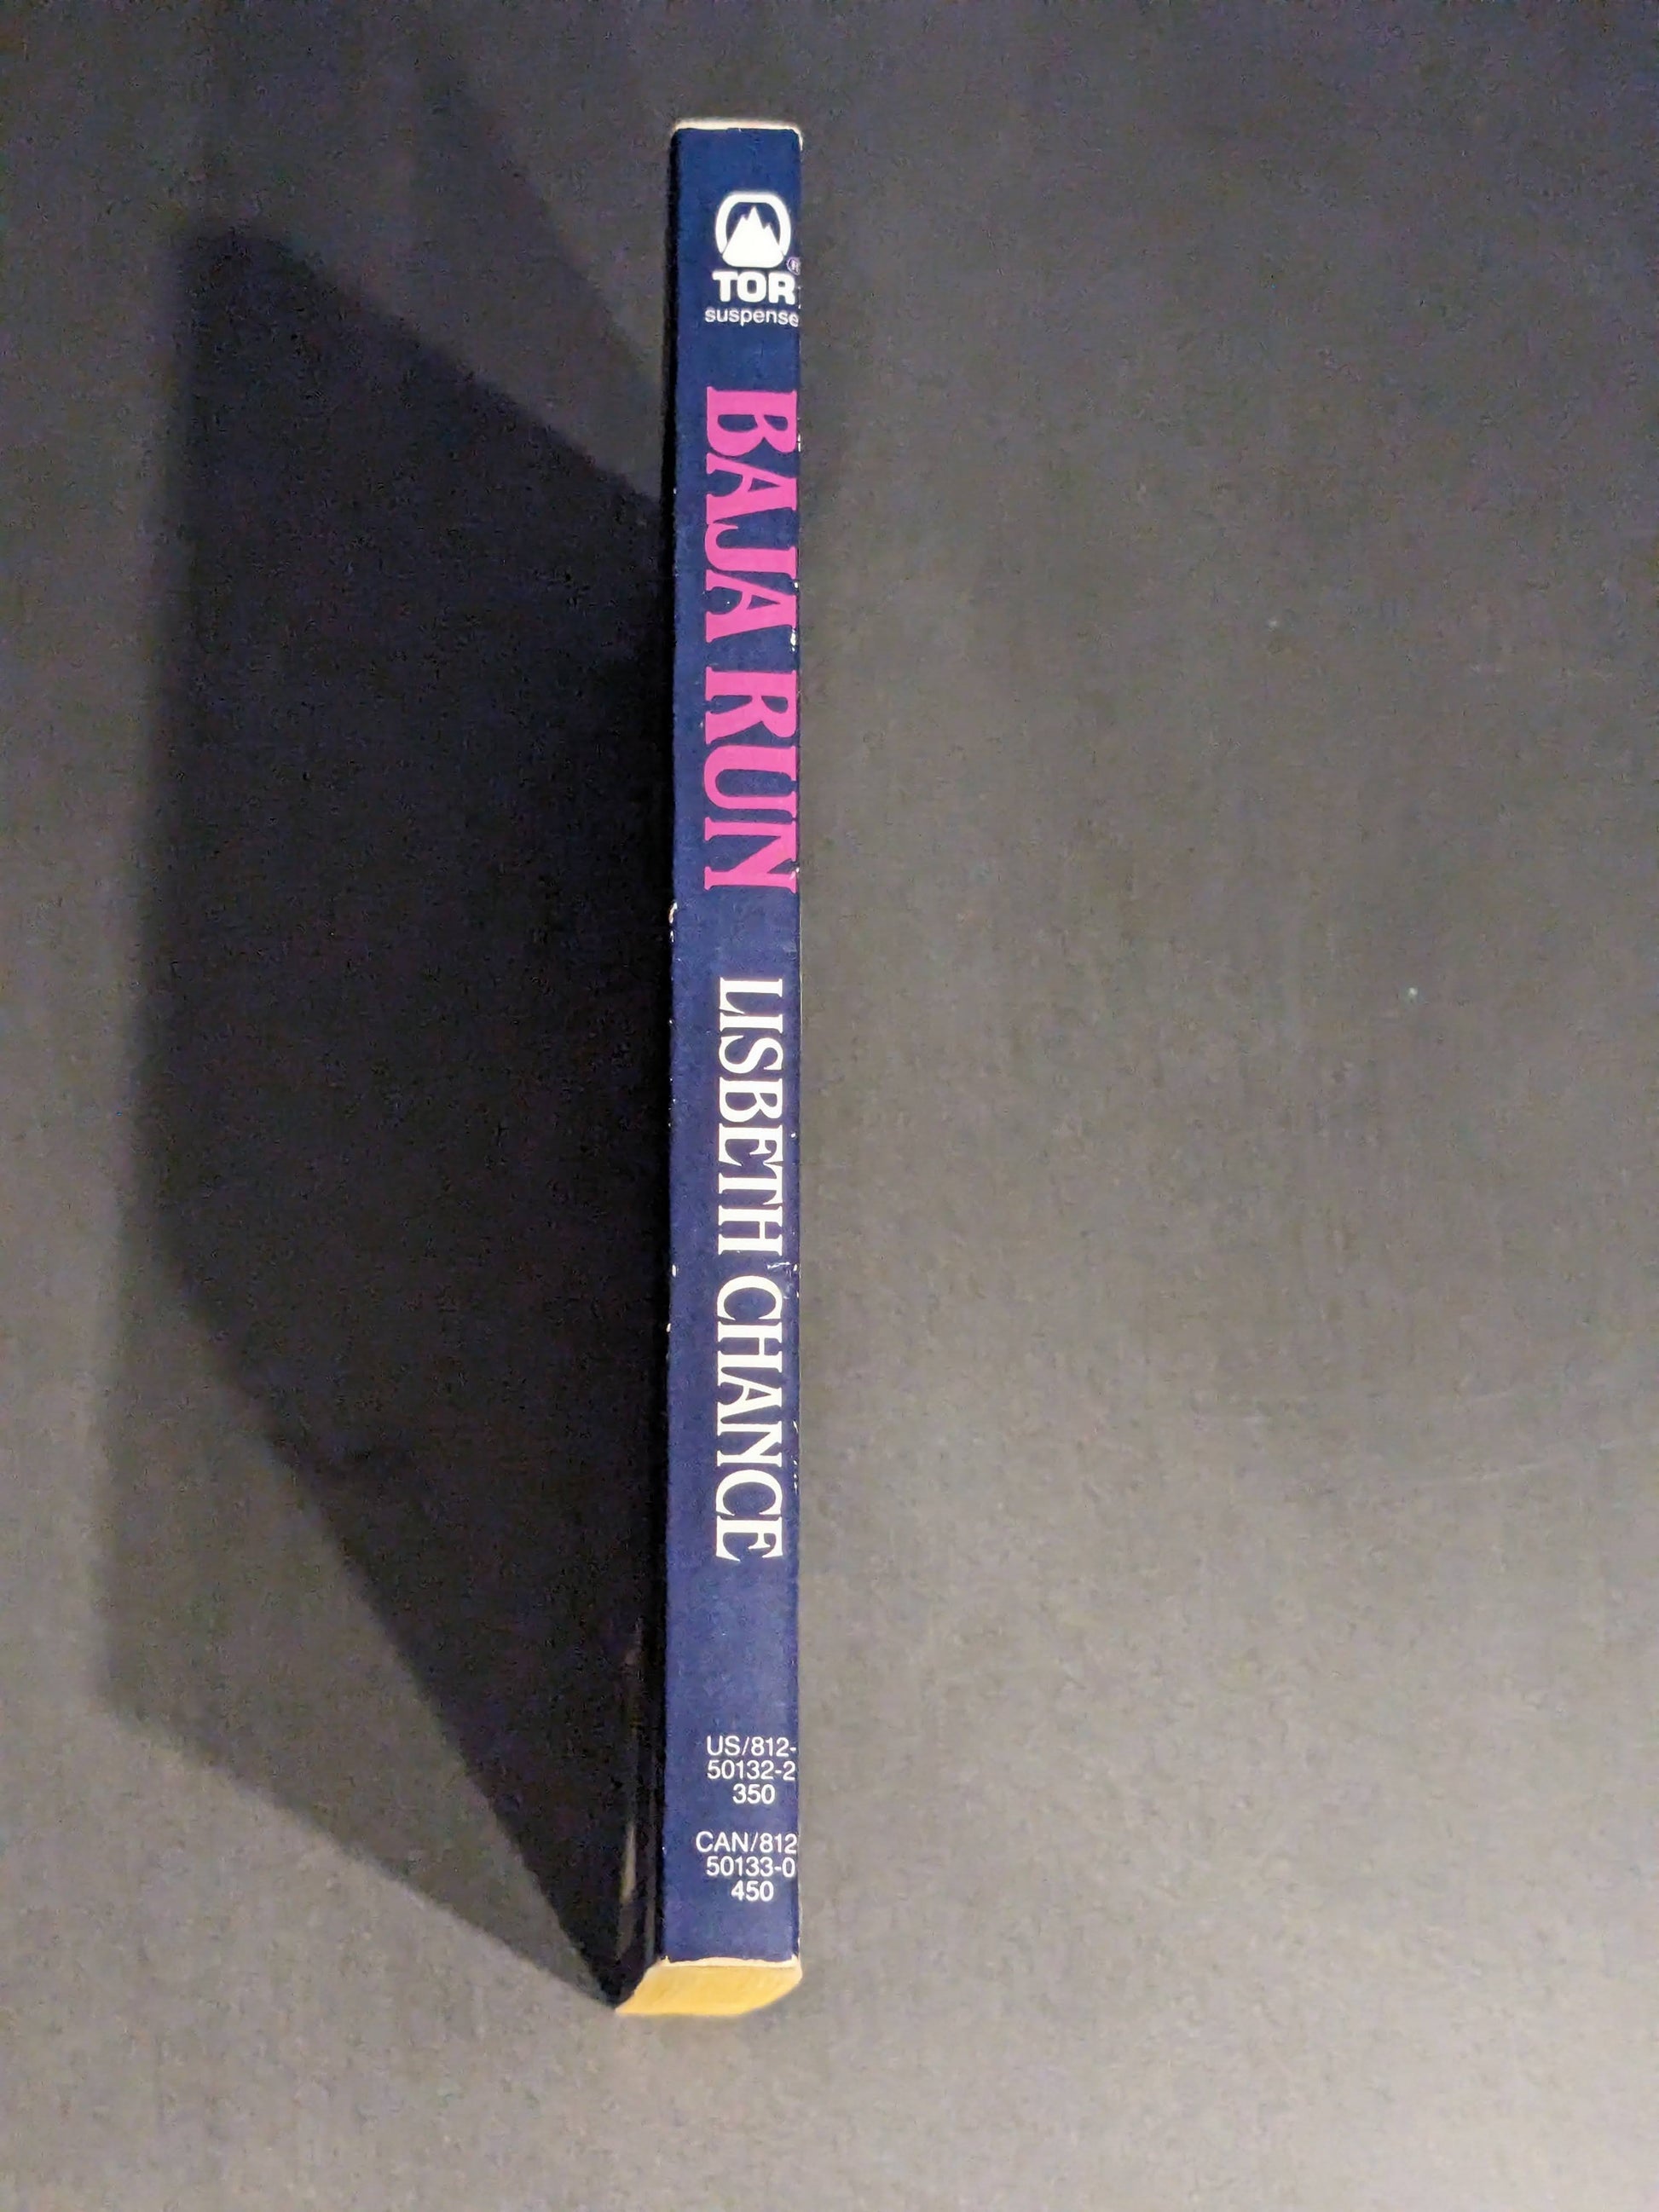 ®
TOR
suspense
BAJA RUN
LISBETH CHANCE
US/812-
50132-2
350
CAN/812
50133-0
450